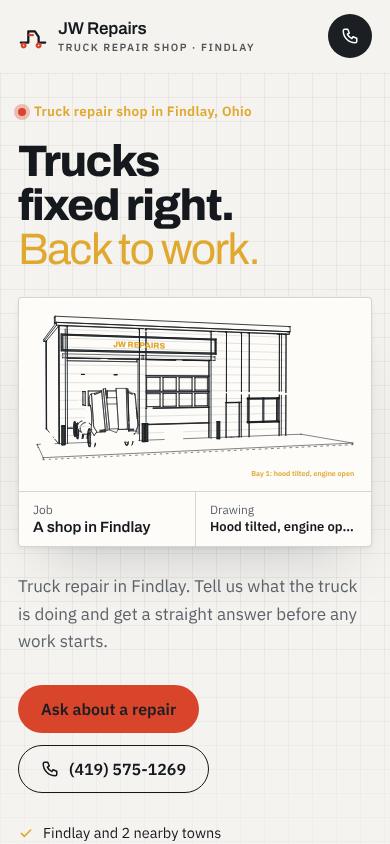 JW Repairs
TRUCK REPAIR SHOP · FINDLAY
Truck repair shop in Findlay, Ohio
Trucks
fixed right.
Back to work.
JW REPAIRS
Bay 1: hood tilted, engine open
Job
A shop in Findlay
Drawing
Hood tilted, engine op...
Truck repair in Findlay. Tell us what the truck
is doing and get a straight answer before any
work starts.
Ask about a repair
(419) 575-1269
Findlay and 2 nearby towns